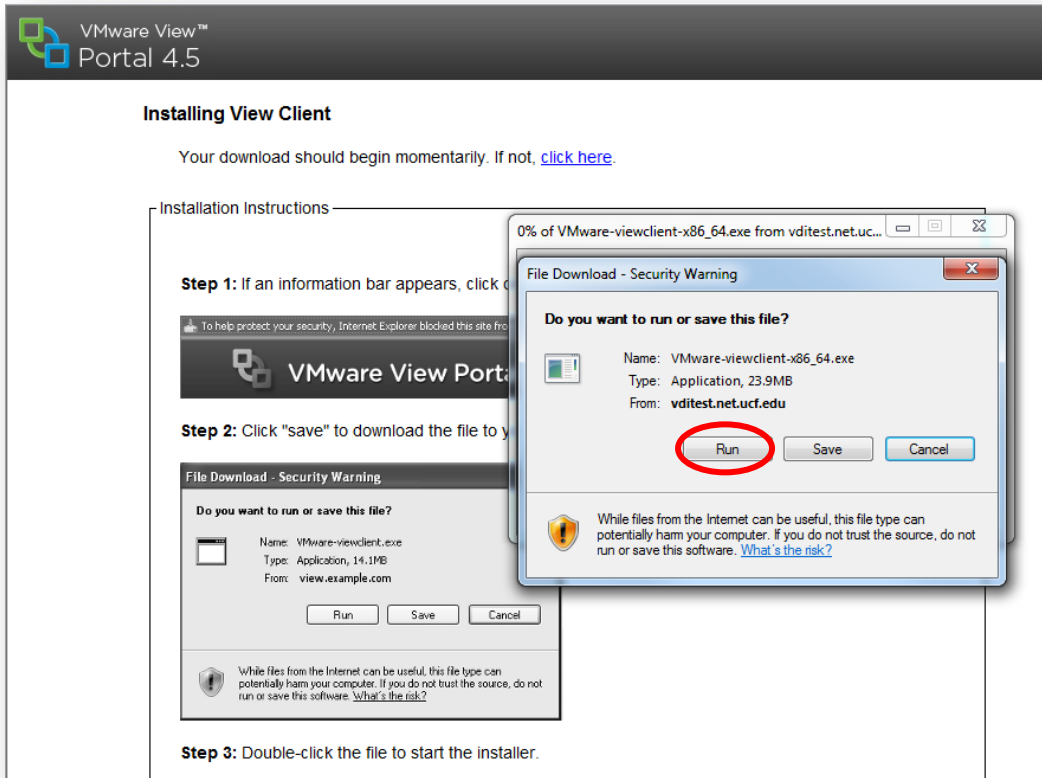 VMware View™
Portal 4.5
Installing View Client
Your download should begin momentarily. If not, click here.
Installation Instructions
Step 1: If an information bar appears, click
To help protect your security, Internet Explorer blocked this site
VMware View
Step 2: Click "save" to download the file to
File Download - Security Warning
Do you want to run or save this file?
Name: VMware-viewclient.exe
Type: Application, 14.1MB
From: view.example.com
Run Save Cancel
While files from the Internet can be useful, this file type can
potentially harm your computer. If you do not trust the source, do not
run or save this software. What's the risk?
Step 3: Double-click the file to start the installer.
0% of VMware-viewclient-x86_64.exe from vditest.net.uc...
File Download - Security Warning
Do you want to run or save this file?
Name: VMware-viewclient-x86_64.exe
Type: Application, 23.9MB
From: vditest.net.ucf.edu
Run Save Cancel
While files from the Internet can be useful, this file type can
potentially harm your computer. If you do not trust the source, do not
run or save this software. What's the risk?